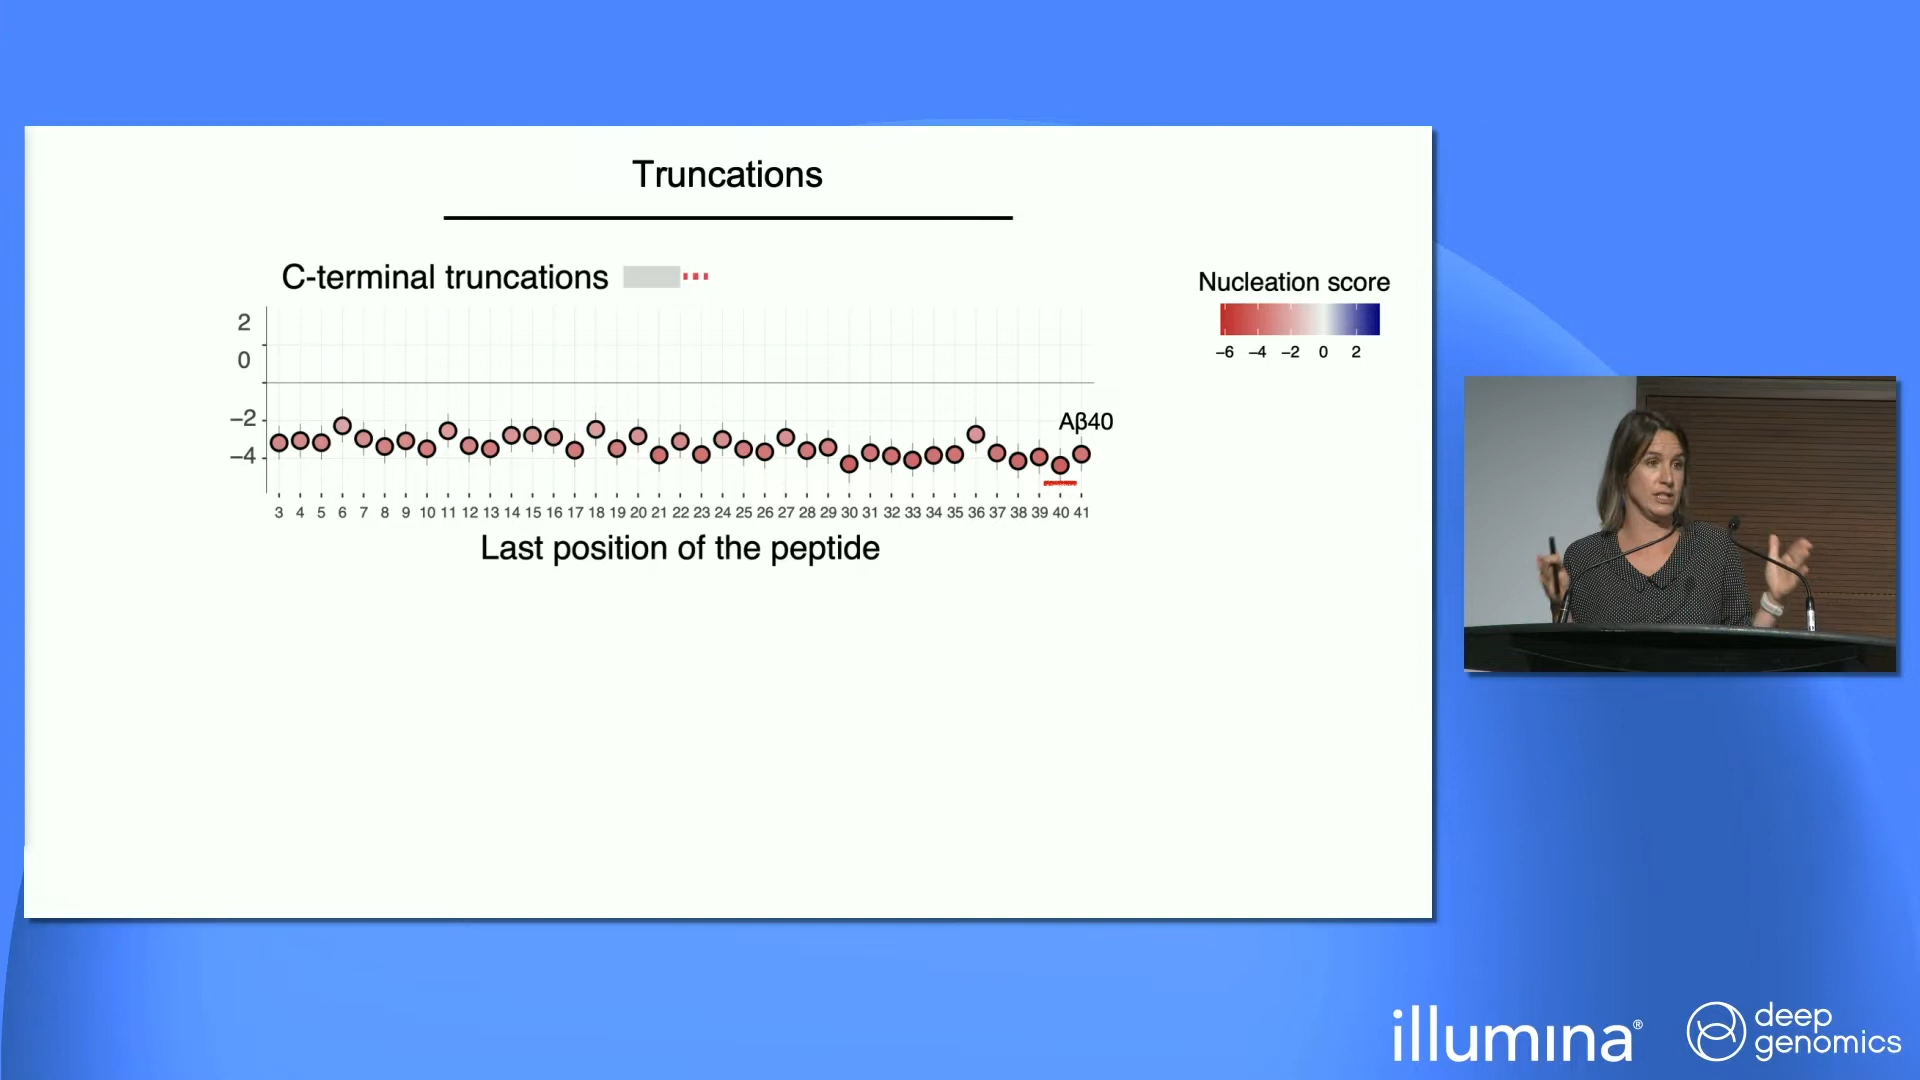 Truncations
C-terminal truncations
Nucleation score
−6 −4 −2 0 2
2
0
−2
−4
Aβ40
3 4 5 6 7 8 9 10 11 12 13 14 15 16 17 18 19 20 21 22 23 24 25 26 27 28 29 30 31 32 33 34 35 36 37 38 39 40 41
Last position of the peptide
illumina®
deep
genomics